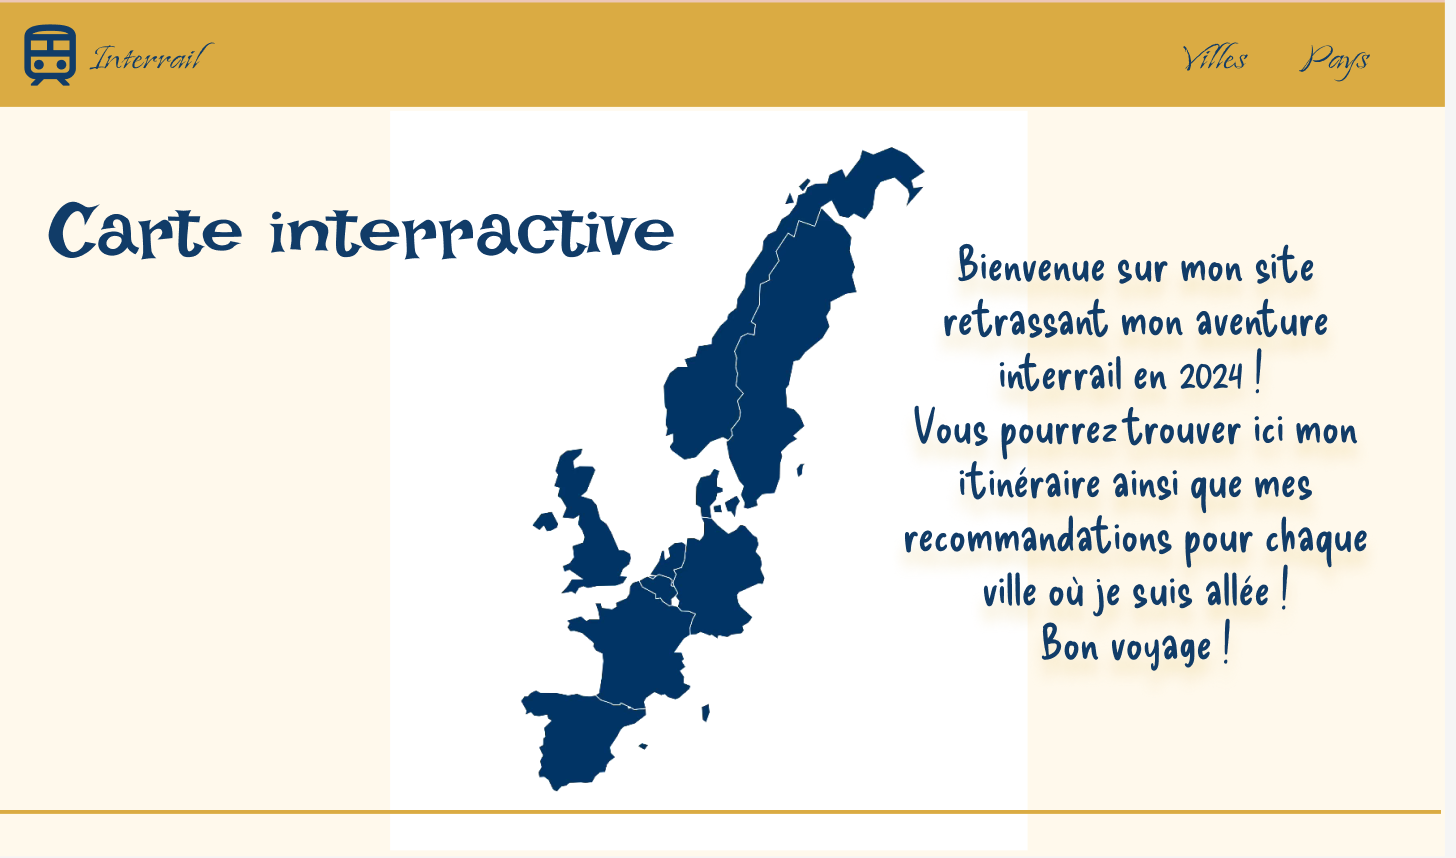 Interrail
Villes
Pays
Carte interractive
Bienvenue sur mon site
retrassant mon aventure
interrail en 2024 !
Vous pourrez trouver ici mon
itinéraire ainsi que mes
recommandations pour chaque
ville où je suis allée !
Bon voyage !